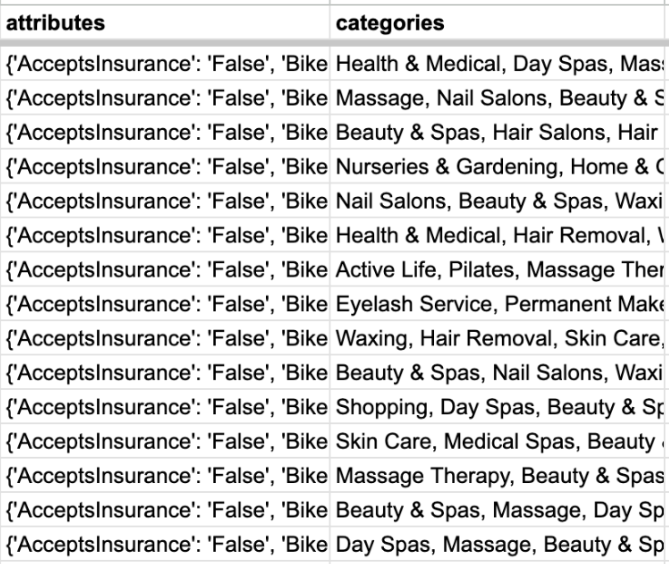 attributes categories
{'AcceptsInsurance': 'False', 'Bike Health & Medical, Day Spas, Mass
{'AcceptsInsurance': 'False', 'Bike Massage, Nail Salons, Beauty & S
{'AcceptsInsurance': 'False', 'Bike Beauty & Spas, Hair Salons, Hair
{'AcceptsInsurance': 'False', 'Bike Nurseries & Gardening, Home &
{'AcceptsInsurance': 'False', 'Bike Nail Salons, Beauty & Spas, Waxi
{'AcceptsInsurance': 'False', 'Bike Health & Medical, Hair Removal,
{'AcceptsInsurance': 'False', 'Bike Active Life, Pilates, Massage Ther
{'AcceptsInsurance': 'False', 'Bike Eyelash Service, Permanent Make
{'AcceptsInsurance': 'False', 'Bike Waxing, Hair Removal, Skin Care,
{'AcceptsInsurance': 'False', 'Bike Beauty & Spas, Nail Salons, Waxi
{'AcceptsInsurance': 'False', 'Bike Shopping, Day Spas, Beauty & Sp
{'AcceptsInsurance': 'False', 'Bike Skin Care, Medical Spas, Beauty
{'AcceptsInsurance': 'False', 'Bike Massage Therapy, Beauty & Spas
{'AcceptsInsurance': 'False', 'Bike Beauty & Spas, Massage, Day Sp
{'AcceptsInsurance': 'False', 'Bike Day Spas, Massage, Beauty & Sp